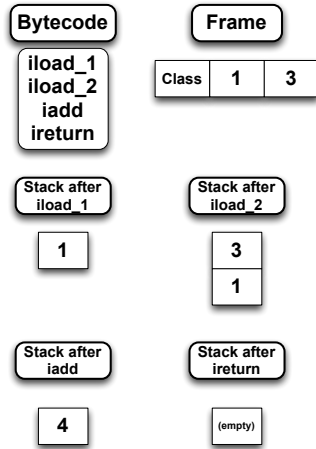 Bytecode
Frame
iload_1
iload_2
iadd
ireturn
Class 1 3
Stack after
iload_1
Stack after
iload_2
1
3
1
Stack after
iadd
Stack after
ireturn
4
(empty)